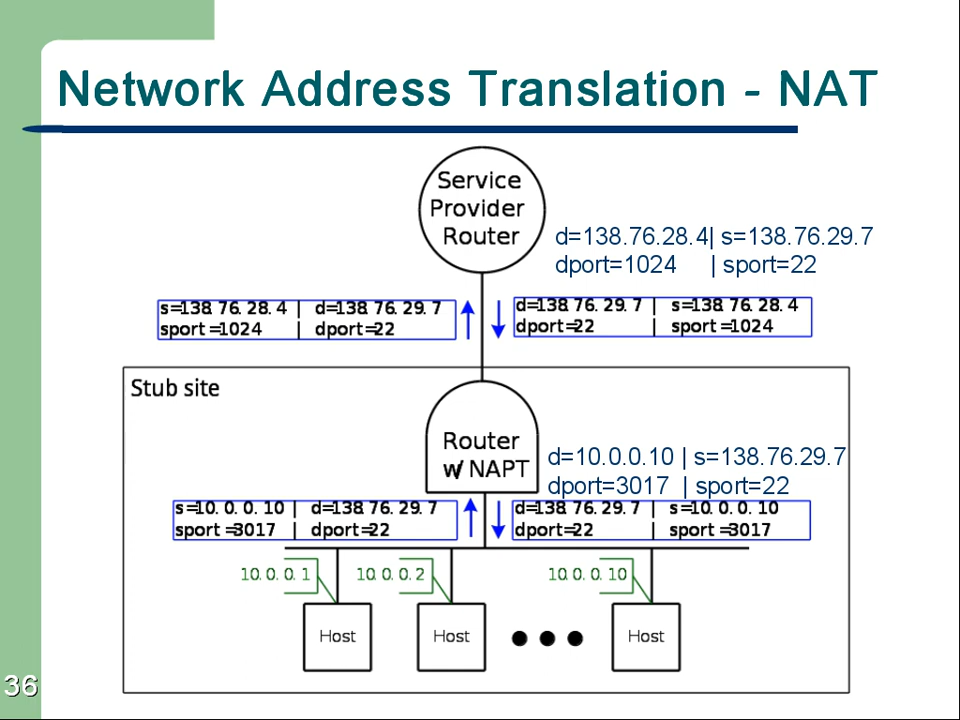 Network Address Translation - NAT
Service
Provider
Router
d=138.76.28.4| s=138.76.29.7
dport=1024 | sport=22
s=138. 76. 28. 4 | d=138. 76. 29. 7
sport =1024 | dport=22
d=138. 76. 29. 7 | s=138. 76. 28. 4
dport=22 | sport =1024
Stub site
Router
w/ NAPT
d=10.0.0.10 | s=138.76.29.7
dport=3017 | sport=22
s=10. 0. 0. 10 | d=138. 76. 29. 7
sport =3017 | dport=22
d=138. 76. 29. 7 | s=10. 0. 0. 10
dport=22 | sport =3017
10. 0. 0. 1
10. 0. 0. 2
10. 0. 0. 10
Host
Host
Host
36